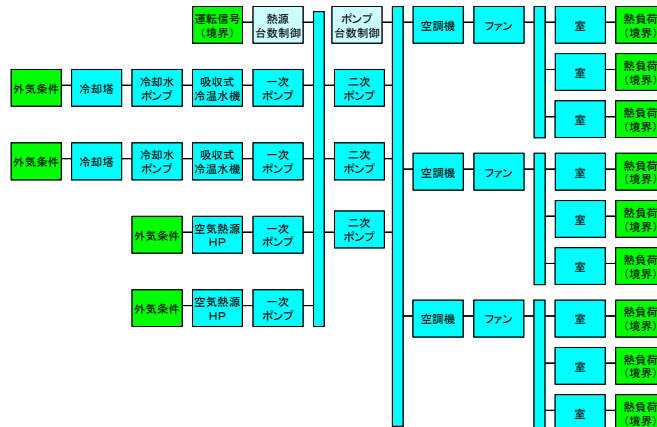 運転信号
（境界）
熱源
台数制御
ポンプ
台数制御
空調機
ファン
室
熱負荷
（境界）
室
熱負荷
（境界）
室
熱負荷
（境界）
外気条件
冷却塔
冷却水
ポンプ
吸収式
冷温水機
一次
ポンプ
二次
ポンプ
外気条件
冷却塔
冷却水
ポンプ
吸収式
冷温水機
一次
ポンプ
二次
ポンプ
空調機
ファン
室
熱負荷
（境界）
室
熱負荷
（境界）
室
熱負荷
（境界）
外気条件
空気熱源
HP
一次
ポンプ
二次
ポンプ
外気条件
空気熱源
HP
一次
ポンプ
空調機
ファン
室
熱負荷
（境界）
室
熱負荷
（境界）
室
熱負荷
（境界）